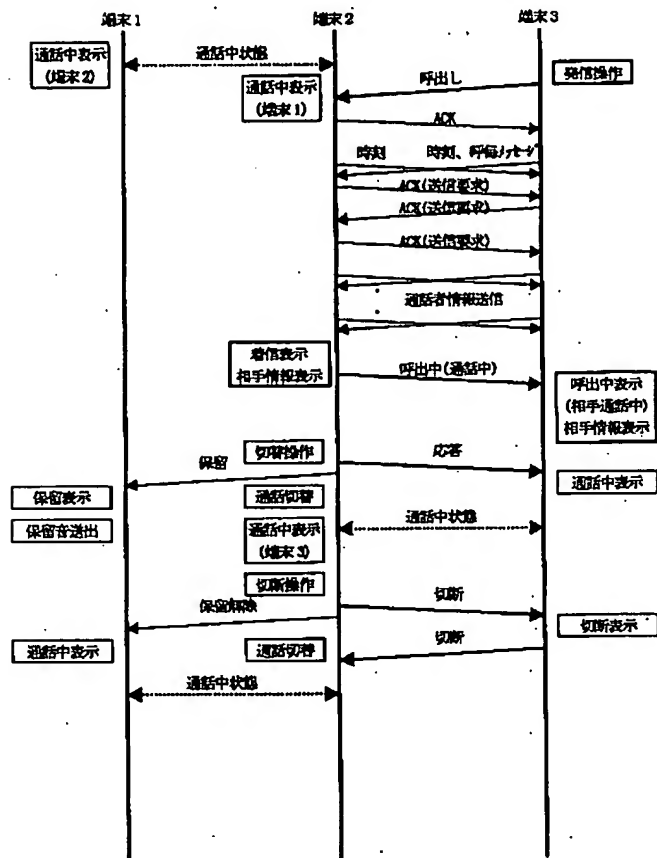 端末1
端末2
端末3
通話中表示
(端末2)
通話中状態
通話中表示
(端末1)
呼出し
発信操作
ACK
時刻
時刻、呼毎メッセージ
ACK(送信要求)
ACK(送信要求)
ACK(送信要求)
通話者情報送信
着信表示
相手情報表示
呼出中(通話中)
呼出中表示
(相手通話中)
相手情報表示
切替操作
応答
保留
通話中表示
保留表示
通話切替
保留音送出
通話中表示
(端末3)
通話中状態
切断操作
保留解除
切断
切断表示
通話中表示
通話切替
切断
通話中状態